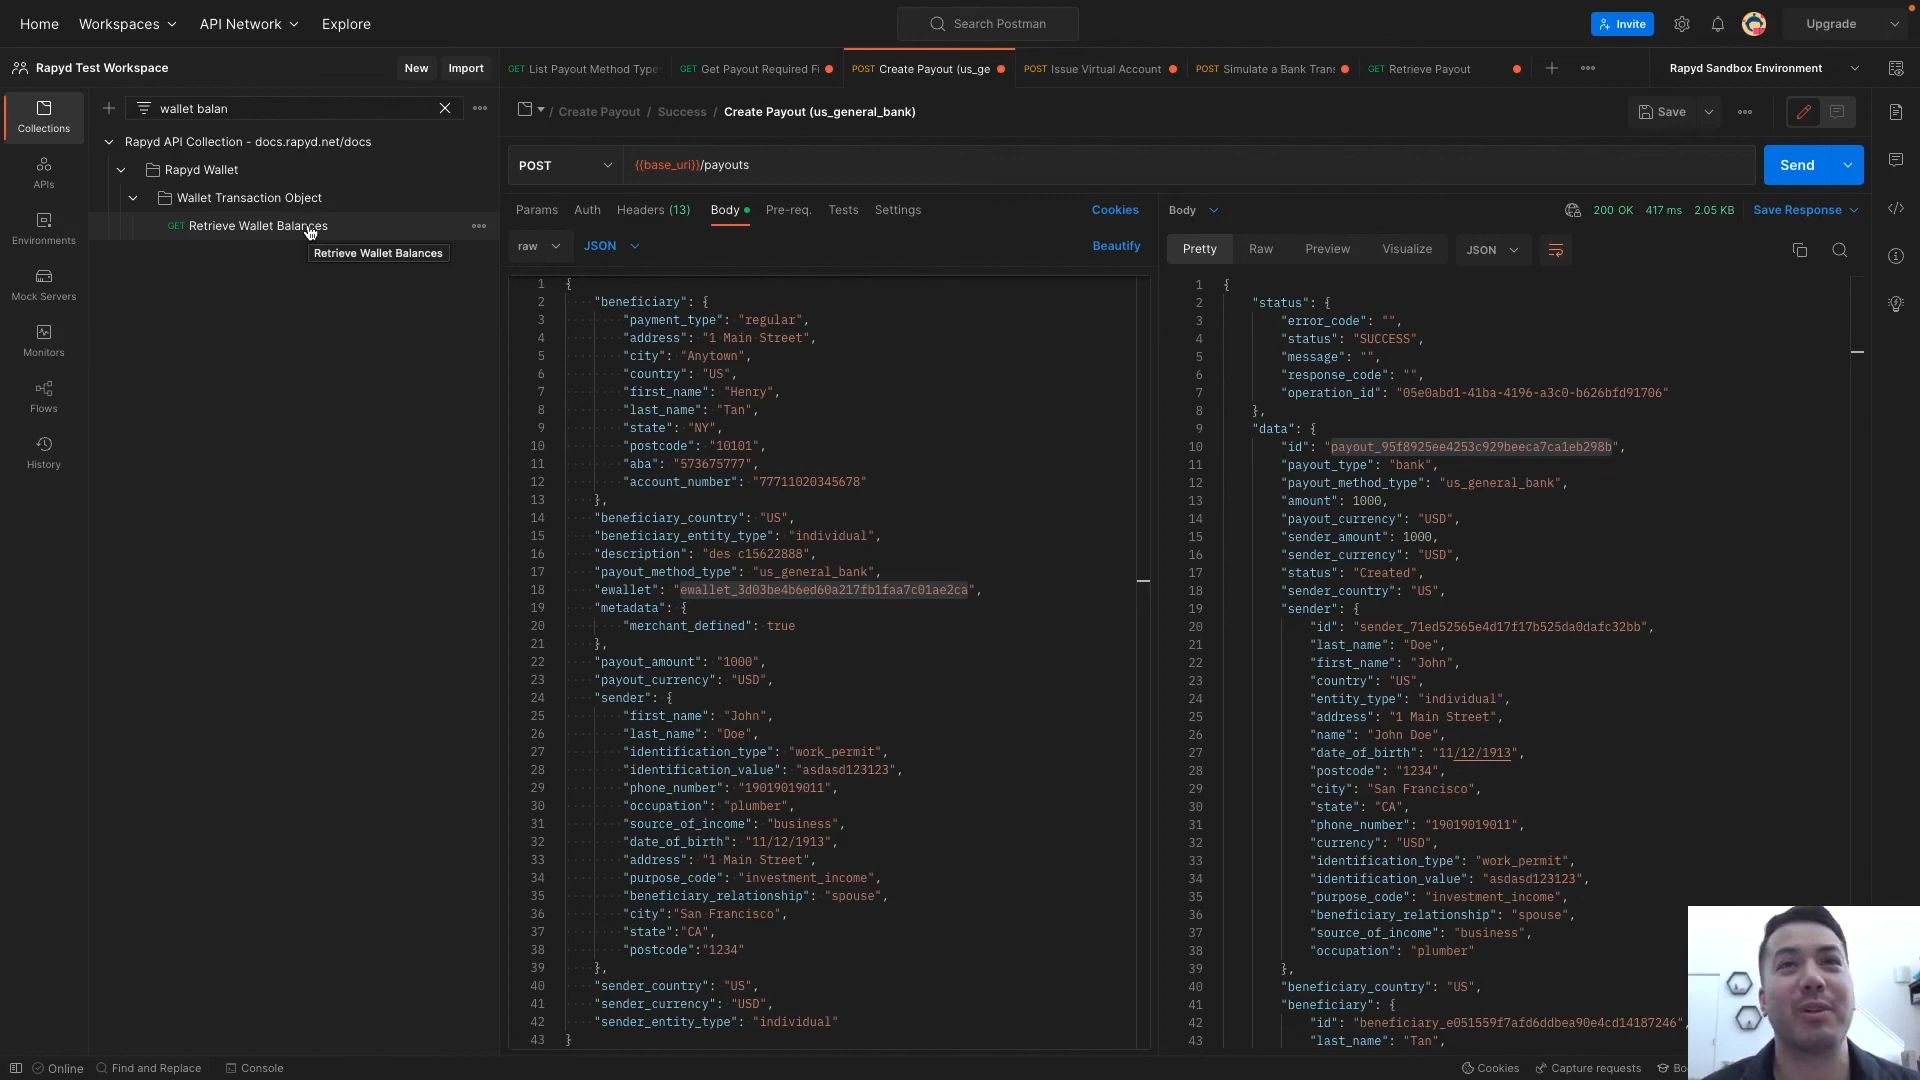 Home Workspaces API Network Explore Search Postman Invite Upgrade
Rapyd Test Workspace New Import GET List Payout Method Type GET Get Payout Required Fi POST Create Payout (us_ge POST Issue Virtual Account POST Simulate a Bank Trans GET Retrieve Payout Rapyd Sandbox Environment
wallet balan
Collections
APIs
Environments
Mock Servers
Monitors
Flows
History
Rapyd API Collection - docs.rapyd.net/docs
Rapyd Wallet
Wallet Transaction Object
GET Retrieve Wallet Balances
Retrieve Wallet Balances
/ Create Payout / Success / Create Payout (us_general_bank) Save
POST {{base_uri}}/payouts Send
Params Auth Headers (13) Body Pre-req. Tests Settings Cookies
raw JSON Beautify
1 {
2 "beneficiary": {
3 "payment_type": "regular",
4 "address": "1 Main Street",
5 "city": "Anytown",
6 "country": "US",
7 "first_name": "Henry",
8 "last_name": "Tan",
9 "state": "NY",
10 "postcode": "10101",
11 "aba": "573675777",
12 "account_number": "77711020345678"
13 },
14 "beneficiary_country": "US",
15 "beneficiary_entity_type": "individual",
16 "description": "des c15622888",
17 "payout_method_type": "us_general_bank",
18 "ewallet": "ewallet_3d03be4b6ed60a217fb1faa7c01ae2ca",
19 "metadata": {
20 "merchant_defined": true
21 },
22 "payout_amount": "1000",
23 "payout_currency": "USD",
24 "sender": {
25 "first_name": "John",
26 "last_name": "Doe",
27 "identification_type": "work_permit",
28 "identification_value": "asdasd123123",
29 "phone_number": "19019019011",
30 "occupation": "plumber",
31 "source_of_income": "business",
32 "date_of_birth": "11/12/1913",
33 "address": "1 Main Street",
34 "purpose_code": "investment_income",
35 "beneficiary_relationship": "spouse",
36 "city":"San Francisco",
37 "state":"CA",
38 "postcode":"1234"
39 },
40 "sender_country": "US",
41 "sender_currency": "USD",
42 "sender_entity_type": "individual"
43 }
Body 200 OK 417 ms 2.05 KB Save Response
Pretty Raw Preview Visualize JSON
1 {
2 "status": {
3 "error_code": "",
4 "status": "SUCCESS",
5 "message": "",
6 "response_code": "",
7 "operation_id": "05e0abd1-41ba-4196-a3c0-b626bfd91706"
8 },
9 "data": {
10 "id": "payout_95f8925ee4253c929beeca7ca1eb298b",
11 "payout_type": "bank",
12 "payout_method_type": "us_general_bank",
13 "amount": 1000,
14 "payout_currency": "USD",
15 "sender_amount": 1000,
16 "sender_currency": "USD",
17 "status": "Created",
18 "sender_country": "US",
19 "sender": {
20 "id": "sender_71ed52565e4d17f17b525da0dafc32bb",
21 "last_name": "Doe",
22 "first_name": "John",
23 "country": "US",
24 "entity_type": "individual",
25 "address": "1 Main Street",
26 "name": "John Doe",
27 "date_of_birth": "11/12/1913",
28 "postcode": "1234",
29 "city": "San Francisco",
30 "state": "CA",
31 "phone_number": "19019019011",
32 "currency": "USD",
33 "identification_type": "work_permit",
34 "identification_value": "asdasd123123",
35 "purpose_code": "investment_income",
36 "beneficiary_relationship": "spouse",
37 "source_of_income": "business",
38 "occupation": "plumber"
39 },
40 "beneficiary_country": "US",
41 "beneficiary": {
42 "id": "beneficiary_e051559f7afd6ddbea90e4cd14187246",
43 "last_name": "Tan",
Online Find and Replace Console Cookies Capture requests